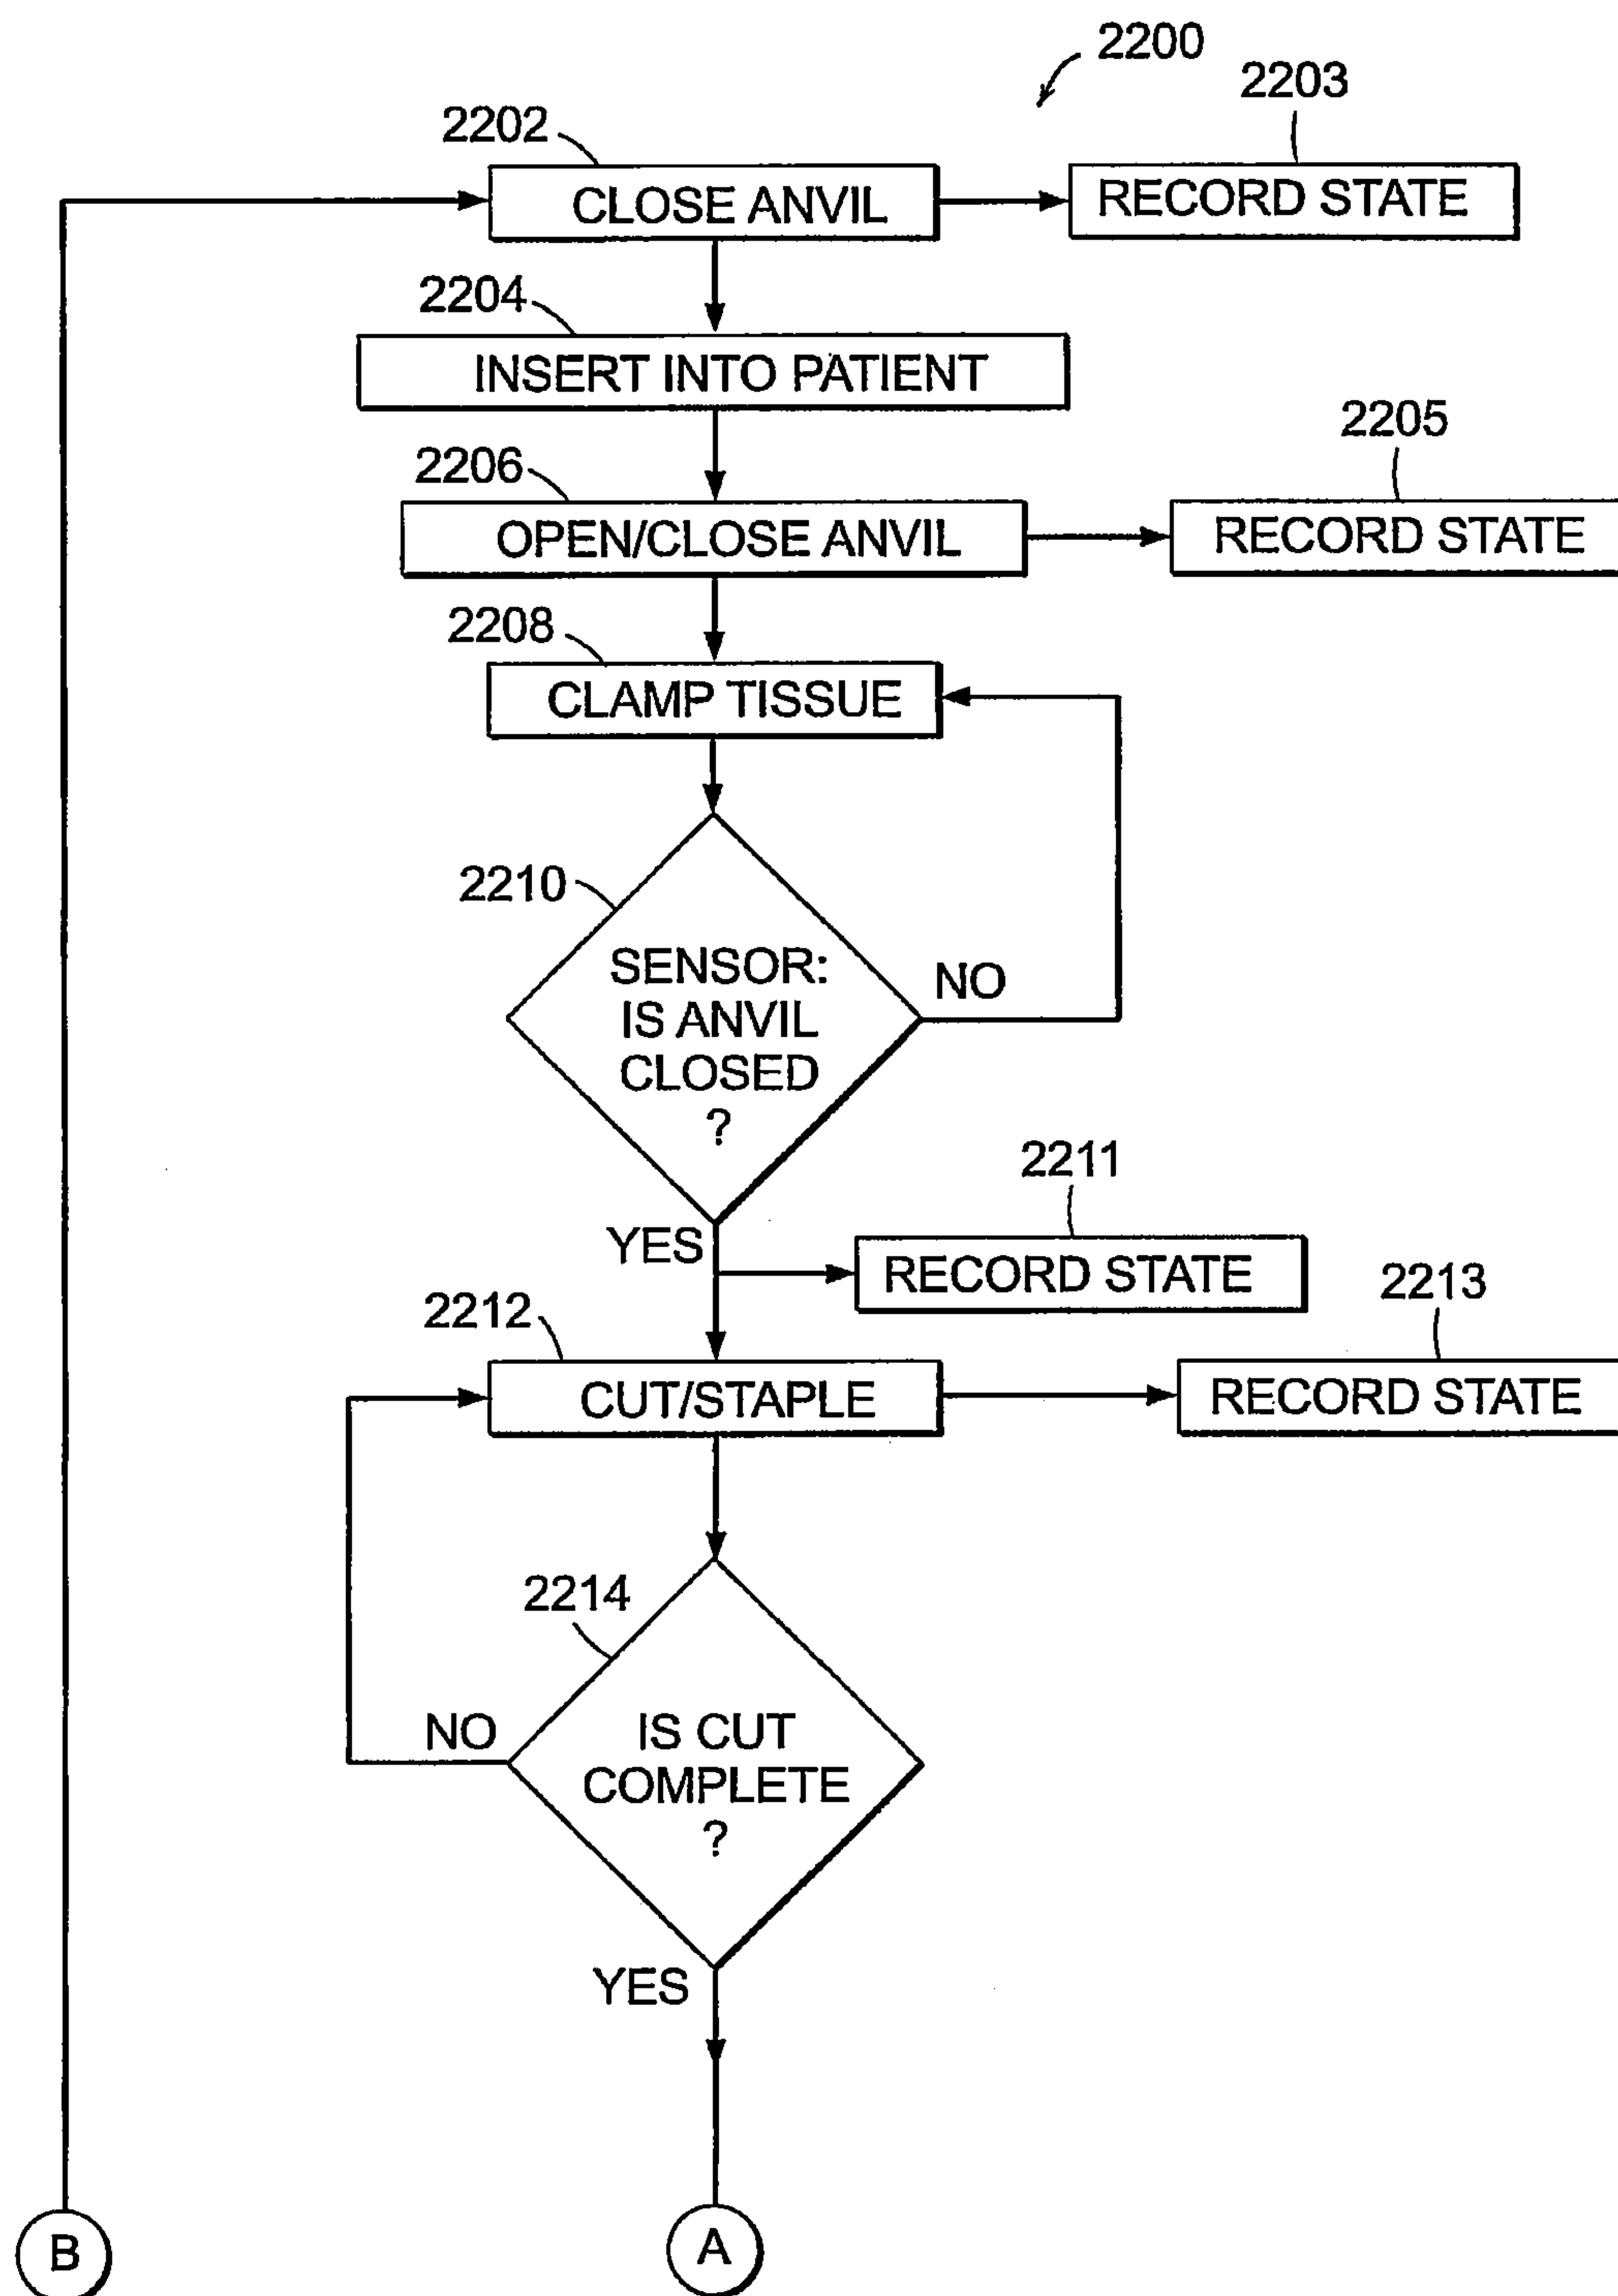 2200
2203
2202
CLOSE ANVIL
RECORD STATE
2204
INSERT INTO PATIENT
2205
2206
OPEN/CLOSE ANVIL
RECORD STATE
2208
CLAMP TISSUE
2210
SENSOR:
IS ANVIL
CLOSED
?
NO
YES
2211
RECORD STATE
2213
2212
CUT/STAPLE
RECORD STATE
2214
NO
IS CUT
COMPLETE
?
YES
B
A